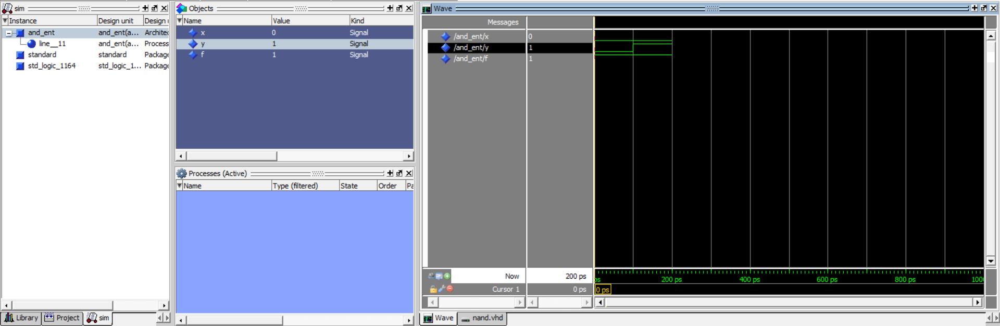 sim
Instance Design unit Design
and_ent and_ent(a... Architec
line__11 and_ent(a... Process
standard standard Package
std_logic_1164 std_logic_1... Package
Library Project sim
Objects
Name Value Kind
x 0 Signal
y 1 Signal
f 1 Signal
Processes (Active)
Name Type (filtered) State Order Pa
Wave
Messages
/and_ent/x 0
/and_ent/y 1
/and_ent/f 1
Now 200 ps
ps 200 ps 400 ps 600 ps 800 ps 100
Cursor 1 0 ps
0 ps
Wave nand.vhd